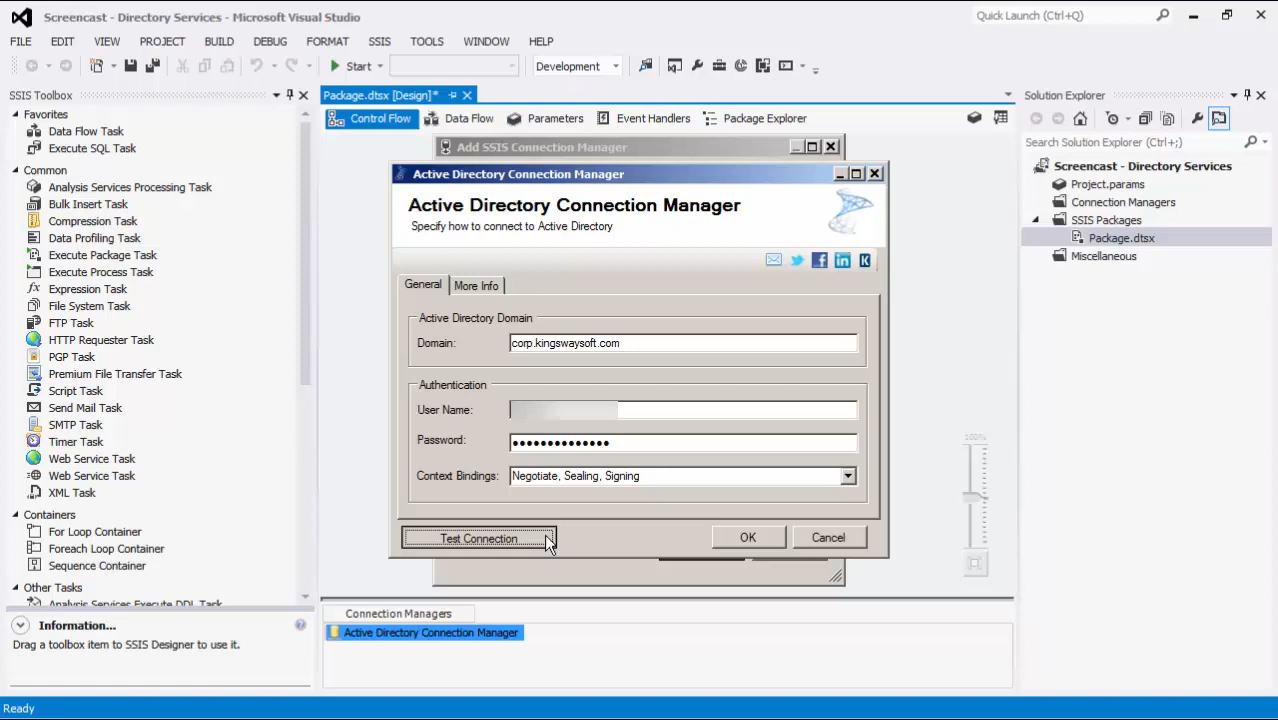 Screencast - Directory Services - Microsoft Visual Studio
Quick Launch (Ctrl+Q)
FILE EDIT VIEW PROJECT BUILD DEBUG FORMAT SSIS TOOLS WINDOW HELP
Start Development
SSIS Toolbox
Favorites
Data Flow Task
Execute SQL Task
Common
Analysis Services Processing Task
Bulk Insert Task
Compression Task
Data Profiling Task
Execute Package Task
Execute Process Task
Expression Task
File System Task
FTP Task
HTTP Requester Task
PGP Task
Premium File Transfer Task
Script Task
Send Mail Task
SMTP Task
Timer Task
Web Service Task
Web Service Task
XML Task
Containers
For Loop Container
Foreach Loop Container
Sequence Container
Other Tasks
Analysis Services Execute DDL Task
Information...
Drag a toolbox item to SSIS Designer to use it.
Package.dtsx [Design]*
Control Flow Data Flow Parameters Event Handlers Package Explorer
Add SSIS Connection Manager
Active Directory Connection Manager
Active Directory Connection Manager
Specify how to connect to Active Directory
General More Info
Active Directory Domain
Domain: corp.kingswaysoft.com
Authentication
User Name:
Password: ●●●●●●●●●●●●●●
Context Bindings: Negotiate, Sealing, Signing
Test Connection OK Cancel
100%
Connection Managers
Active Directory Connection Manager
Solution Explorer
Search Solution Explorer (Ctrl+;)
Screencast - Directory Services
Project.params
Connection Managers
SSIS Packages
Package.dtsx
Miscellaneous
Ready